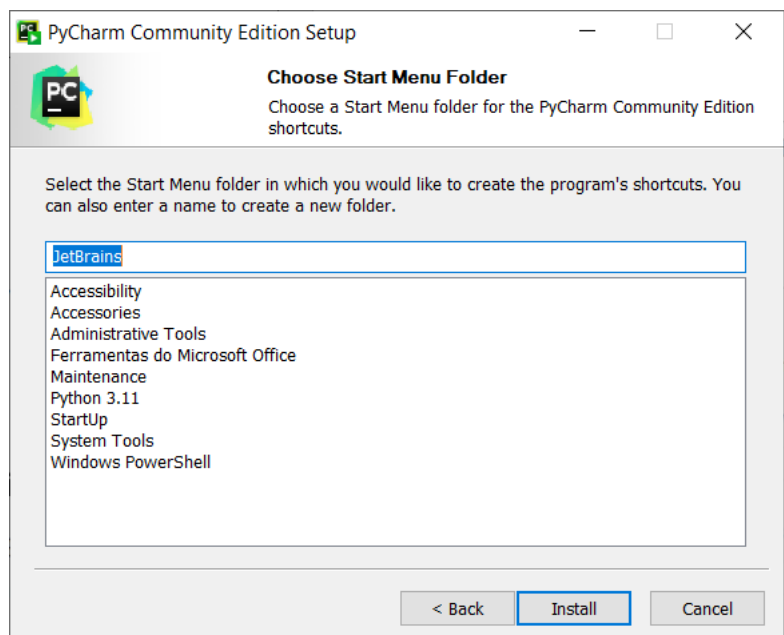 PyCharm Community Edition Setup
PC
Choose Start Menu Folder
Choose a Start Menu folder for the PyCharm Community Edition
shortcuts.
Select the Start Menu folder in which you would like to create the program's shortcuts. You
can also enter a name to create a new folder.
JetBrains
Accessibility
Accessories
Administrative Tools
Ferramentas do Microsoft Office
Maintenance
Python 3.11
StartUp
System Tools
Windows PowerShell
< Back
Install
Cancel